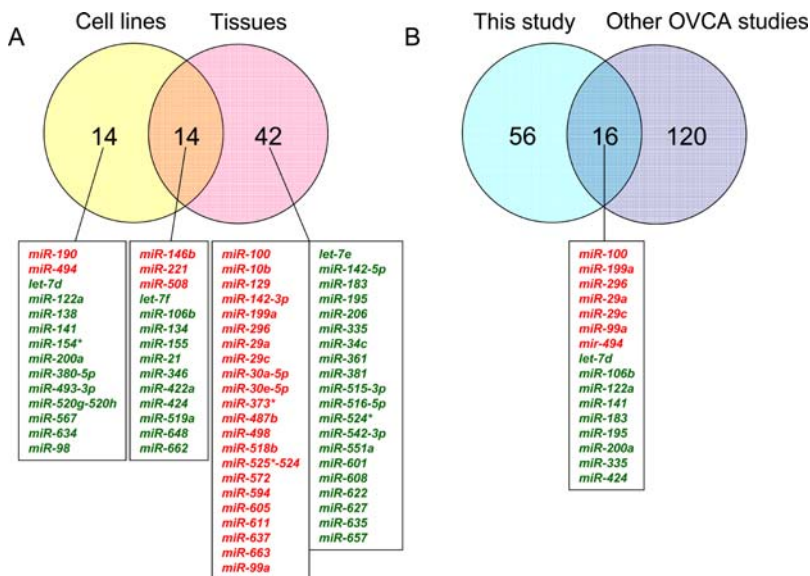 A
Cell lines
Tissues
14
14
42
miR-190
miR-494
let-7d
miR-122a
miR-138
miR-141
miR-154*
miR-200a
miR-380-5p
miR-493-3p
miR-520g-520h
miR-567
miR-634
miR-98
miR-146b
miR-221
miR-508
let-7f
miR-106b
miR-134
miR-155
miR-21
miR-346
miR-422a
miR-424
miR-519a
miR-648
miR-662
miR-100
miR-10b
miR-129
miR-142-3p
miR-199a
miR-296
miR-29a
miR-29c
miR-30a-5p
miR-30e-5p
miR-373*
miR-487b
miR-498
miR-518b
miR-525*-524
miR-572
miR-594
miR-605
miR-611
miR-637
miR-663
miR-99a
let-7e
miR-142-5p
miR-183
miR-195
miR-206
miR-335
miR-34c
miR-361
miR-381
miR-515-3p
miR-516-5p
miR-524*
miR-542-3p
miR-551a
miR-601
miR-608
miR-622
miR-627
miR-635
miR-657
B
This study
Other OVCA studies
56
16
120
miR-100
miR-199a
miR-296
miR-29a
miR-29c
miR-99a
mir-494
let-7d
miR-106b
miR-122a
miR-141
miR-183
miR-195
miR-200a
miR-335
miR-424